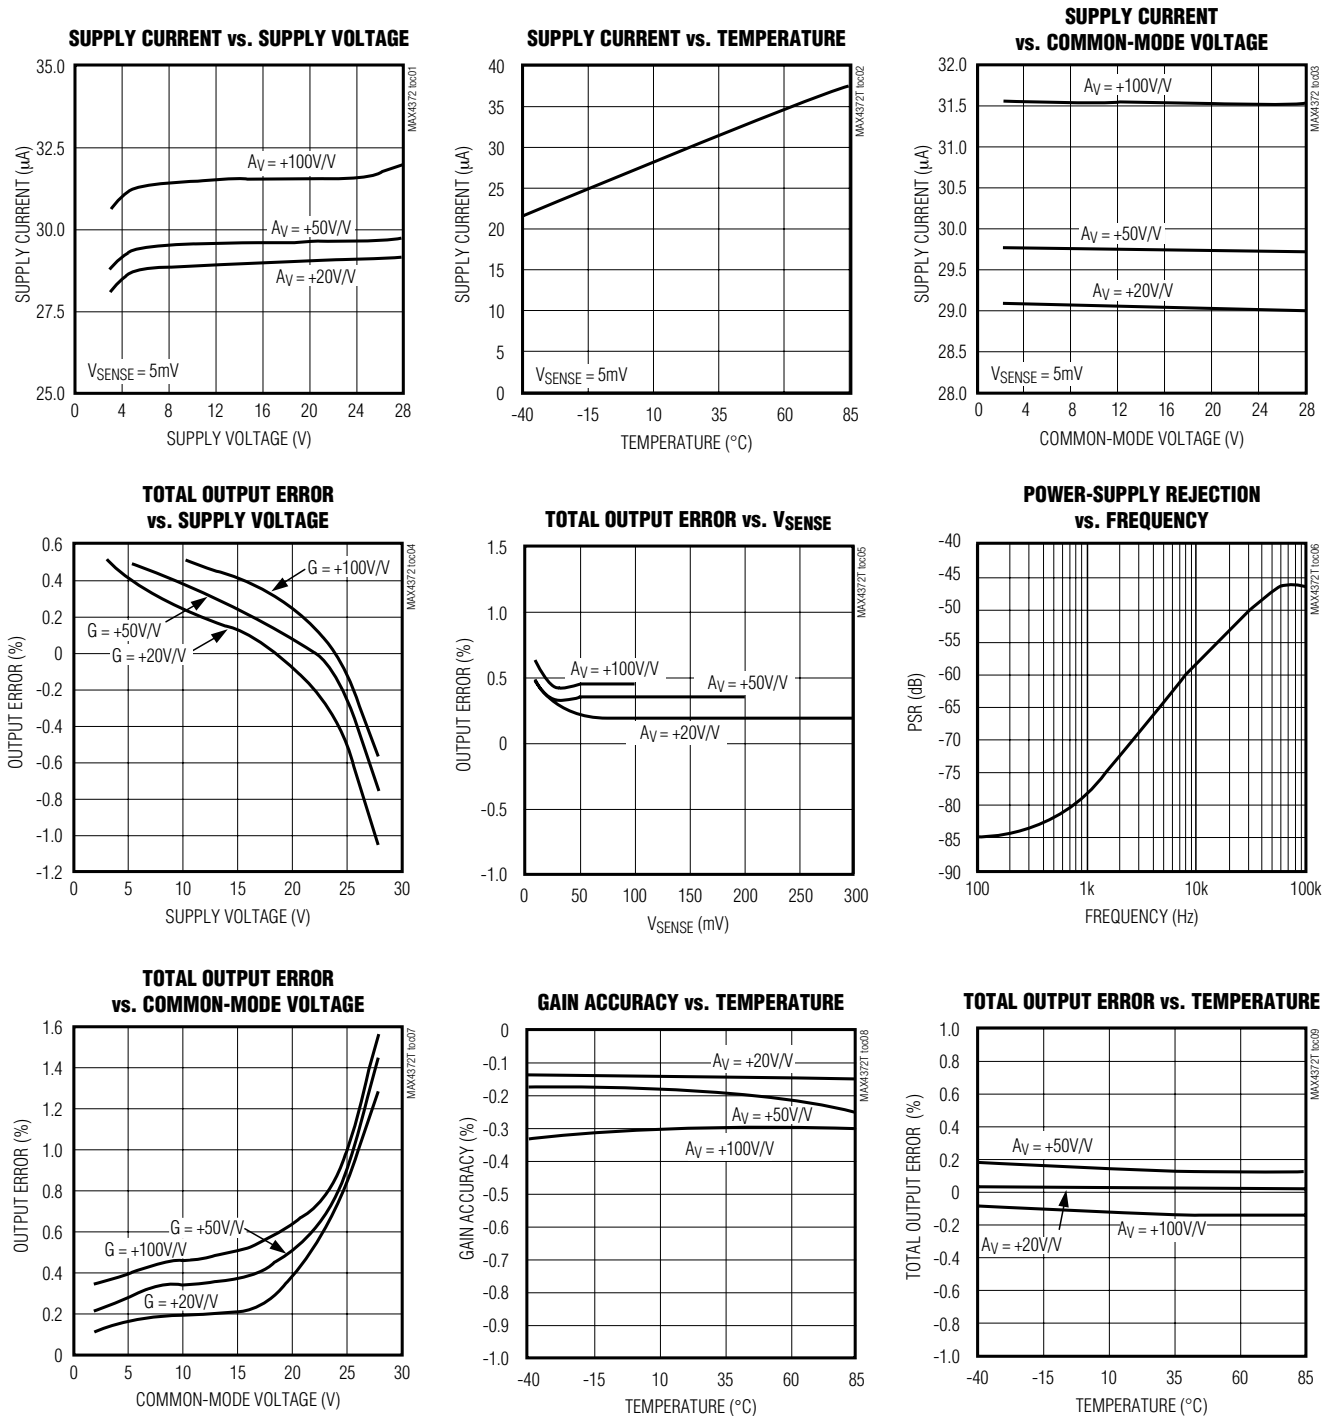 SUPPLY CURRENT vs. SUPPLY VOLTAGE
35.0
32.5
30.0
27.5
25.0
SUPPLY CURRENT (µA)
AV = +100V/V
AV = +50V/V
AV = +20V/V
VSENSE = 5mV
0 4 8 12 16 20 24 28
SUPPLY VOLTAGE (V)
MAX4372 toc01
SUPPLY CURRENT vs. TEMPERATURE
40
35
30
25
20
15
10
5
0
SUPPLY CURRENT (µA)
VSENSE = 5mV
-40 -15 10 35 60 85
TEMPERATURE (°C)
MAX4372T toc02
SUPPLY CURRENT
vs. COMMON-MODE VOLTAGE
32.0
31.5
31.0
30.5
30.0
29.5
29.0
28.5
28.0
SUPPLY CURRENT (µA)
AV = +100V/V
AV = +50V/V
AV = +20V/V
VSENSE = 5mV
0 4 8 12 16 20 24 28
COMMON-MODE VOLTAGE (V)
MAX4372 toc03
TOTAL OUTPUT ERROR
vs. SUPPLY VOLTAGE
0.6
0.4
0.2
0
-0.2
-0.4
-0.6
-0.8
-1.0
-1.2
OUTPUT ERROR (%)
G = +100V/V
G = +50V/V
G = +20V/V
0 5 10 15 20 25 30
SUPPLY VOLTAGE (V)
MAX4372 toc04
TOTAL OUTPUT ERROR vs. VSENSE
1.5
1.0
0.5
0
-0.5
-1.0
OUTPUT ERROR (%)
AV = +100V/V
AV = +50V/V
AV = +20V/V
0 50 100 150 200 250 300
VSENSE (mV)
MAX4372T toc05
POWER-SUPPLY REJECTION
vs. FREQUENCY
-40
-45
-50
-55
-60
-65
-70
-75
-80
-85
-90
PSR (dB)
100 1k 10k 100k
FREQUENCY (Hz)
MAX4372T toc06
TOTAL OUTPUT ERROR
vs. COMMON-MODE VOLTAGE
1.6
1.4
1.2
1.0
0.8
0.6
0.4
0.2
0
OUTPUT ERROR (%)
G = +50V/V
G = +100V/V
G = +20V/V
0 5 10 15 20 25 30
COMMON-MODE VOLTAGE (V)
MAX4372T toc07
GAIN ACCURACY vs. TEMPERATURE
0
-0.1
-0.2
-0.3
-0.4
-0.5
-0.6
-0.7
-0.8
-0.9
-1.0
GAIN ACCURACY (%)
AV = +20V/V
AV = +50V/V
AV = +100V/V
-40 -15 10 35 60 85
TEMPERATURE (°C)
MAX4372T toc08
TOTAL OUTPUT ERROR vs. TEMPERATURE
1.0
0.8
0.6
0.4
0.2
0
-0.2
-0.4
-0.6
-0.8
-1.0
TOTAL OUTPUT ERROR (%)
AV = +50V/V
AV = +100V/V
AV = +20V/V
-40 -15 10 35 60 85
TEMPERATURE (°C)
MAX4372T toc09